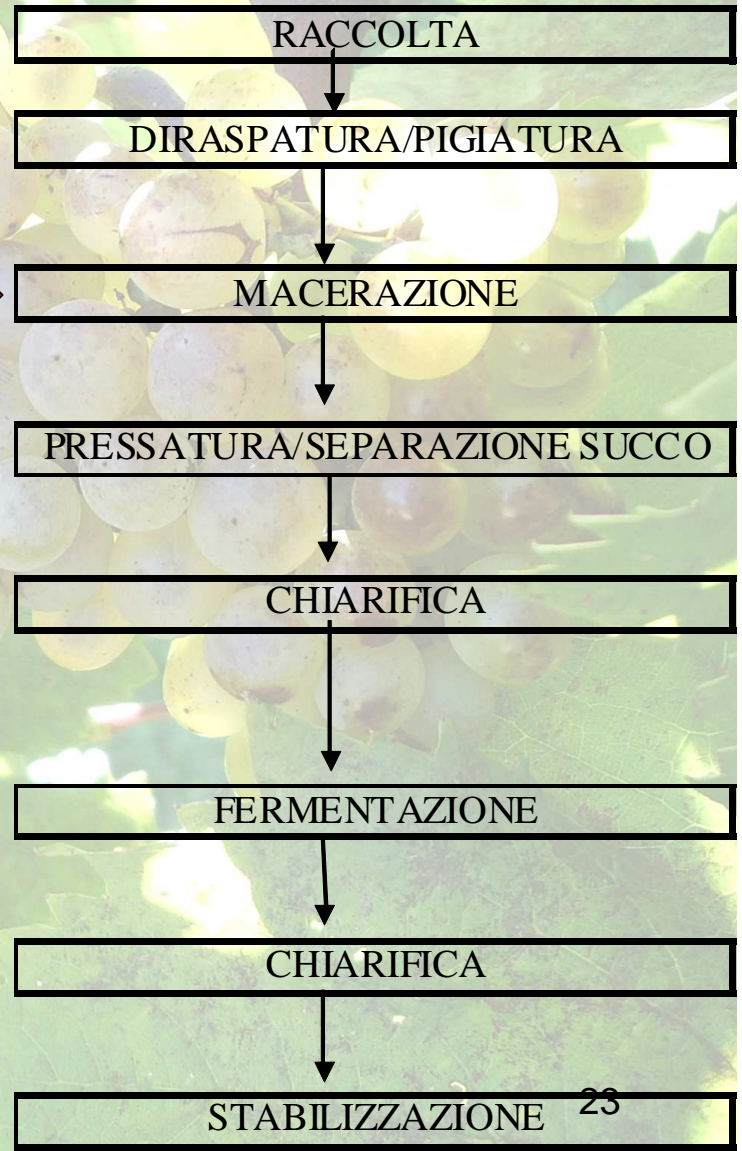 RACCOLTA
DIRASPATURA/PIGIATURA
MACERAZIONE
PRESSATURA/SEPARAZIONE SUCCO
CHIARIFICA
FERMENTAZIONE
CHIARIFICA
STABILIZZAZIONE
23